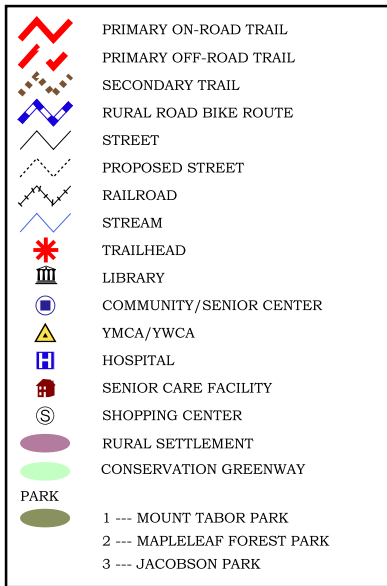 PRIMARY ON-ROAD TRAIL
PRIMARY OFF-ROAD TRAIL
SECONDARY TRAIL
RURAL ROAD BIKE ROUTE
STREET
PROPOSED STREET
RAILROAD
STREAM
TRAILHEAD
LIBRARY
COMMUNITY/SENIOR CENTER
YMCA/YWCA
H HOSPITAL
SENIOR CARE FACILITY
S SHOPPING CENTER
RURAL SETTLEMENT
CONSERVATION GREENWAY
PARK
1 --- MOUNT TABOR PARK
2 --- MAPLELEAF FOREST PARK
3 --- JACOBSON PARK